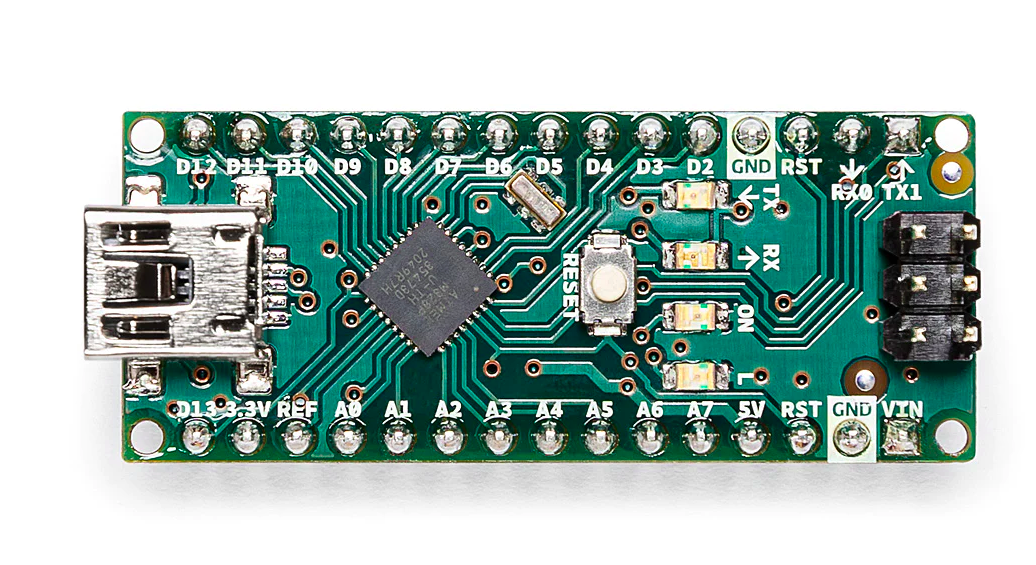 D12 D11 D10 D9 D8 D7 D6 D5 D4 D3 D2 GND RST
RX0 TX1
TX
RX
RESET
ON
L
D13 3.3V REF A0 A1 A2 A3 A4 A5 A6 A7 5V RST GND VIN